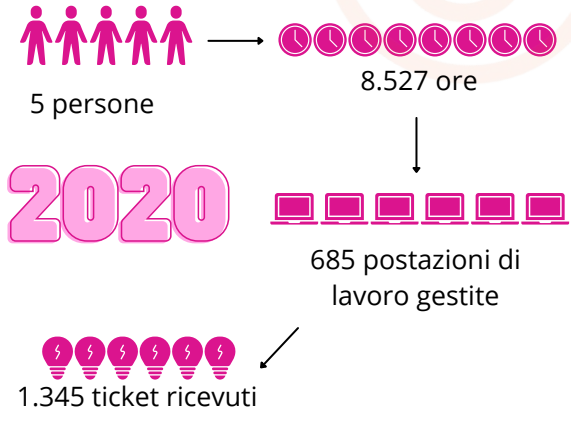 5 persone
8.527 ore
2020
685 postazioni di
lavoro gestite
1.345 ticket ricevuti